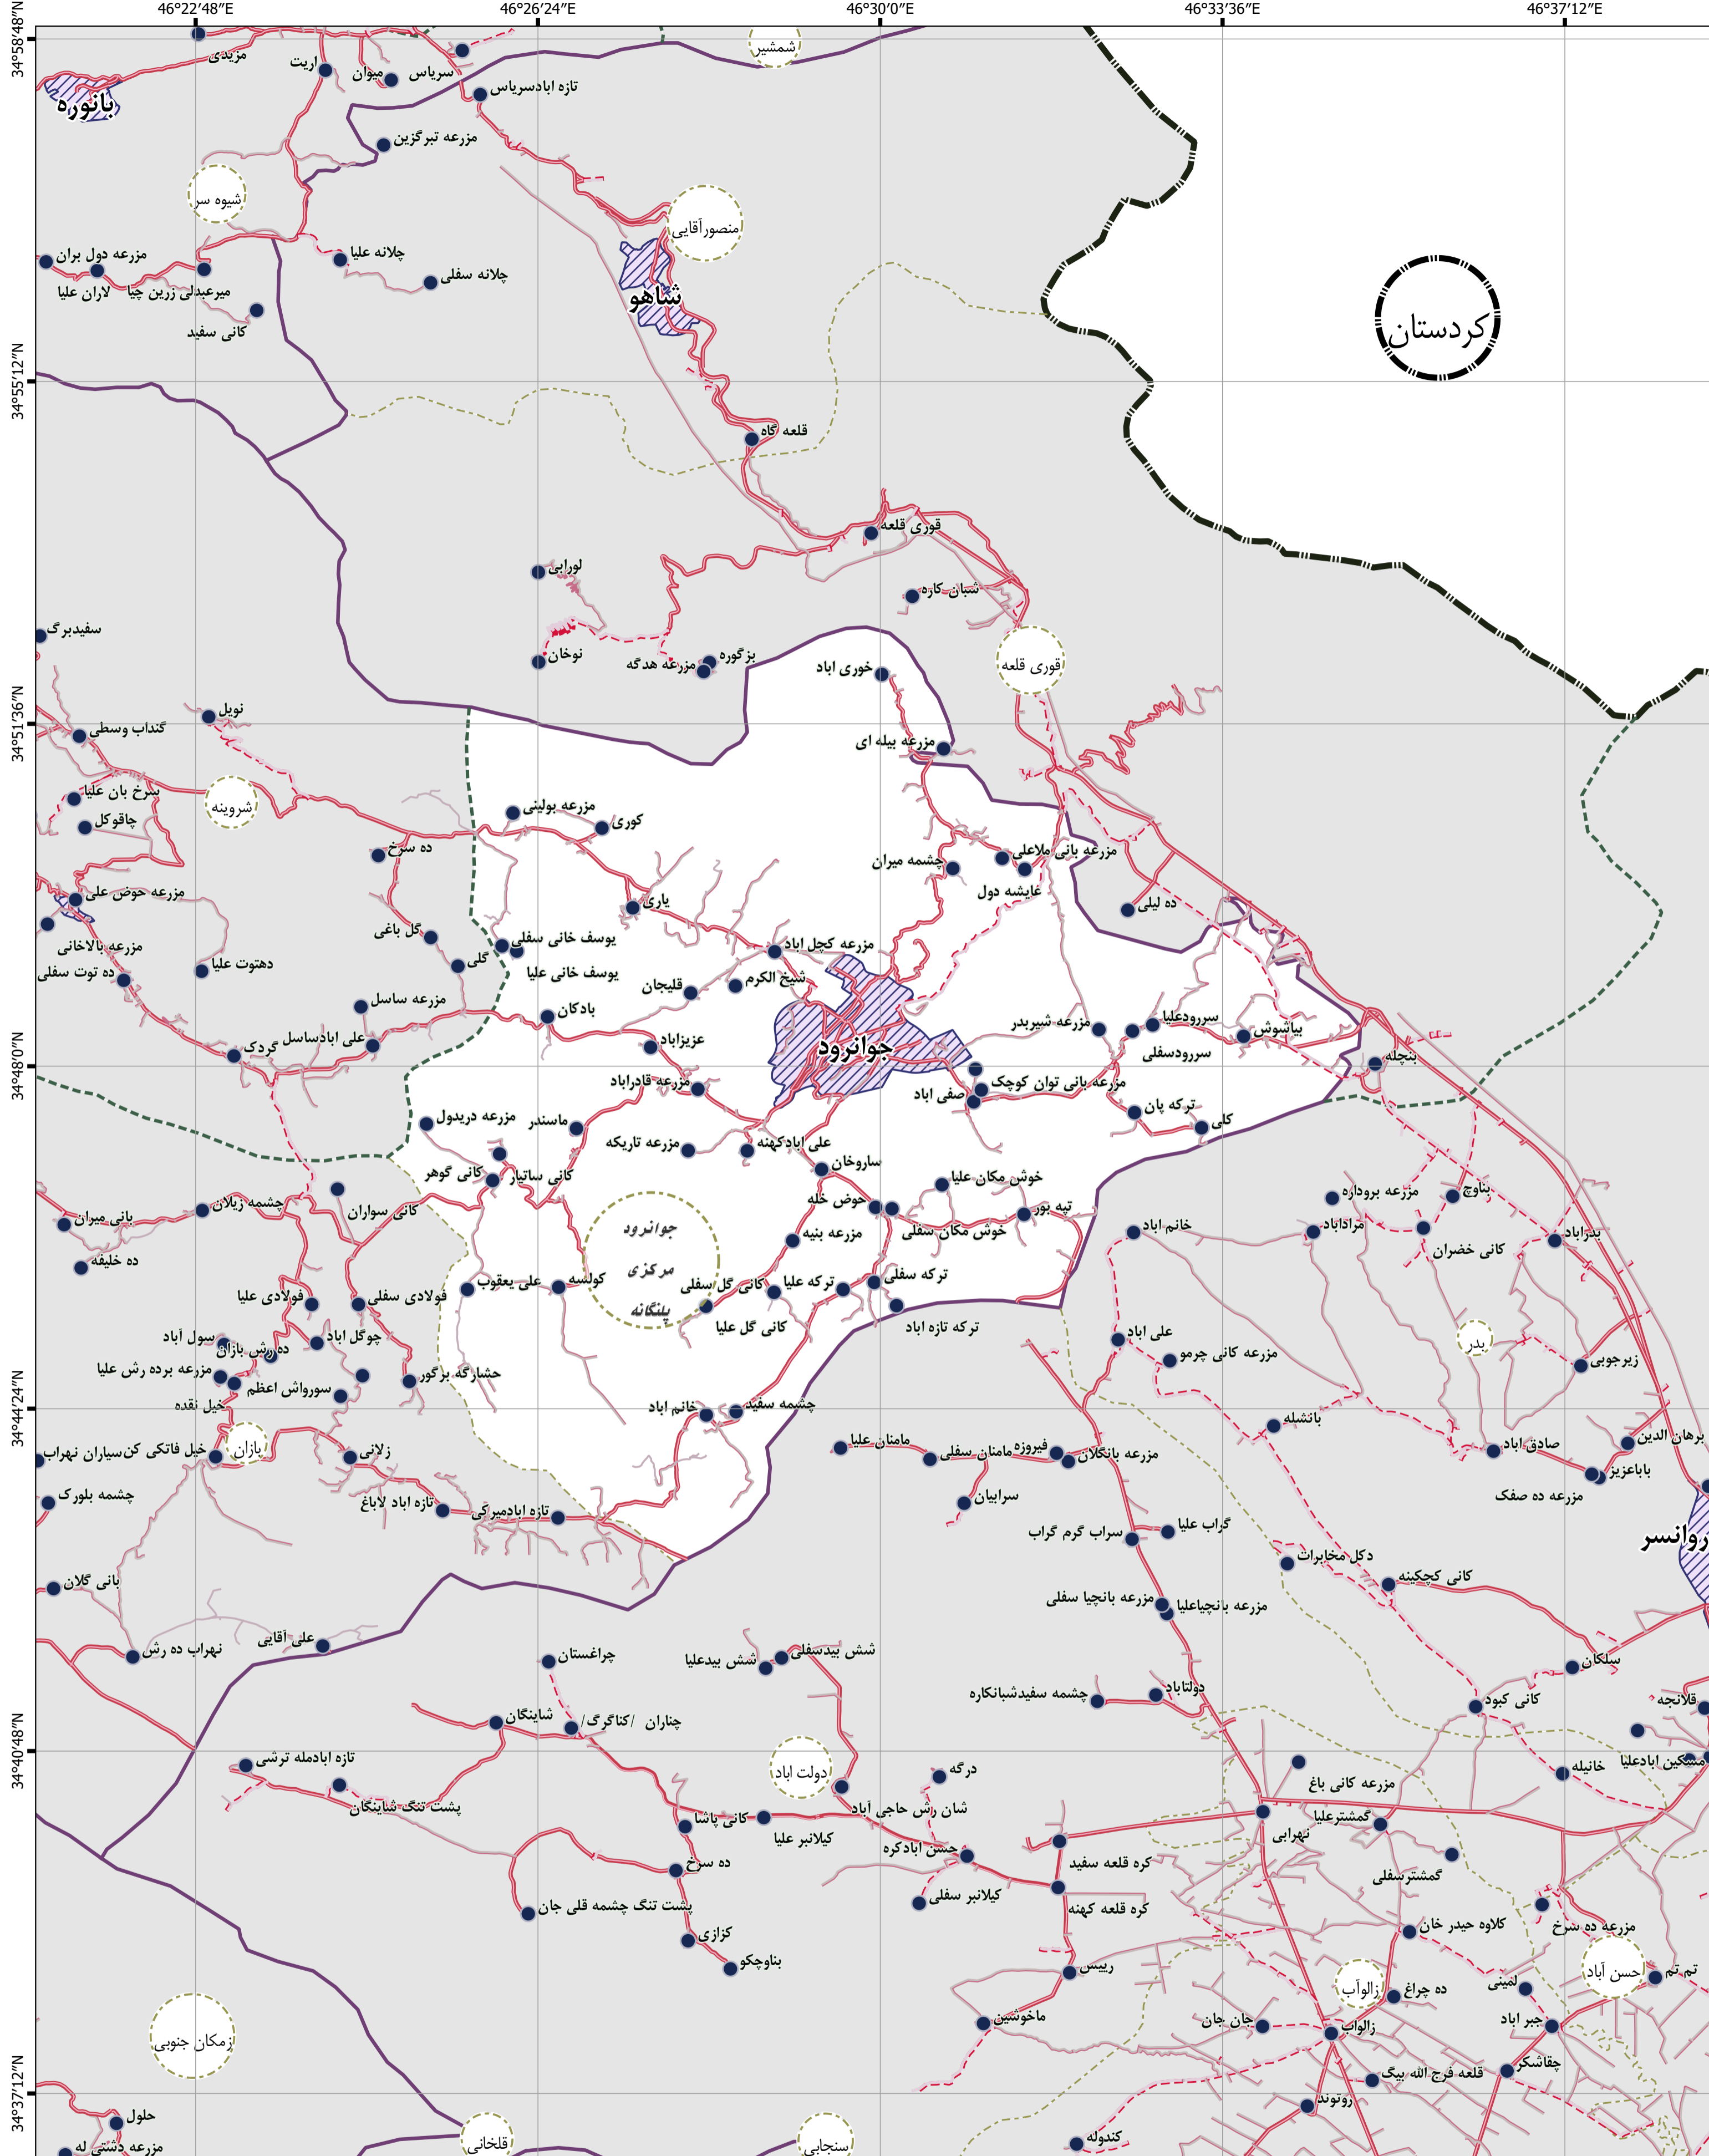 46°22′48″E
46°26′24″E
46°30′0″E
46°33′36″E
46°37′12″E
34°58′48″N
34°55′12″N
34°51′36″N
34°48′0″N
34°44′24″N
34°40′48″N
34°37′12″N
شمشیر
مزیدی
اریت
میوان
سریاس
تازه ابادسریاس
بانوره
مزرعه تبرگزین
شیوه سر
منصورآقایی
مزرعه دول بران
لاران علیا
میرعبدلی زرین چیا
چلانه علیا
چلانه سفلی
کانی سفید
شاهو
کردستان
قلعه گاه
قوری قلعه
لورابی
شبان کاره
سفیدبرگ
نوخان
مزرعه هدگه
بزگوره
خوری اباد
قوری قلعه
نویل
گنداب وسطی
مزرعه بیله ای
سرخ بان علیا
شروینه
مزرعه بولینی
کوری
چاقوکل
ده سرخ
چشمه میران
مزرعه بانی ملاعلی
غایشه دول
مزرعه حوض علی
یاری
ده لیلی
گل باغی
یوسف خانی سفلی
مزرعه کچل اباد
مزرعه بالاخانی
گلی
یوسف خانی علیا
ده توت سفلی
دهتوت علیا
قلیجان
شیخ الکرم
مزرعه ساسل
بادکان
مزرعه شیربدر
سررودعلیا
بیاشوش
علی ابادساسل
گردک
عزیزاباد
جوانرود
سررودسفلی
بنچله
مزرعه قادراباد
صفی اباد
مزرعه بانی توان کوچک
مزرعه دریدول
ماسندر
ترکه پان
کلی
مزرعه تاریکه
علی ابادکهنه
ساروخان
کانی گوهر
کانی ساتیار
خوش مکان علیا
چشمه زیلان
کانی سواران
حوض خله
تپه بور
مزرعه بروداره
بناوچ
بانی میران
جوانرود
مرکزی
پلنگانه
مزرعه بنیه
خوش مکان سفلی
خانم اباد
مراداباد
کانی خضران
بدراباد
ده خلیفه
علی یعقوب
کولسه
کانی گل سفلی
ترکه علیا
ترکه سفلی
فولادی علیا
فولادی سفلی
کانی گل علیا
ترکه تازه اباد
سول آباد
ده رش بازان
چوگل اباد
علی اباد
بدر
مزرعه برده رش علیا
سورواش اعظم
حشارگه بزگور
مزرعه کانی چرمو
زیرجوبی
خیل نقده
خانم اباد
چشمه سفید
بانشله
بازان
سیاران نهراب
خیل فاتکی کن
زلانی
مامنان علیا
مامنان سفلی
فیروزه
مزرعه بانگلان
صادق اباد
برهان الدین
باباعزیز
چشمه بلورک
تازه اباد لاباغ
تازه ابادمیرکی
سرابیان
مزرعه ده صفک
سراب گرم گراب
گراب علیا
روانسر
بانی گلان
دکل مخابرات
کانی کچکینه
مزرعه بانچیا سفلی
مزرعه بانچیاعلیا
نهراب ده رش
علی آقایی
چراغستان
شش بیدعلیا
شش بیدسفلی
بیلکان
چشمه سفیدشبانکاره
دولتاباد
کانی کبود
قلانجه
شاینگان
چناران /کناگرگ/
تازه ابادمله ترشی
دولت اباد
درگه
مزرعه کانی باغ
خانیله
مسکین ابادعلیا
پشت تنگ شاینگان
کانی پاشا
کیلانبر علیا
شان رش حاجی آباد
نهرابی
گمشترعلیا
ده سرخ
حسن ابادکره
کره قلعه سفید
گمشترسفلی
پشت تنگ چشمه قلی جان
کیلانبر سفلی
کره قلعه کهنه
کلاوه حیدر خان
مزرعه ده سرخ
کزازی
بناوچکو
رییس
زالوآب
ده چراغ
لمینی
حسن آباد
تم تم
زمکان جنوبی
ماخوشین
جان جان
زالواب
جبر اباد
قلعه فرج الله بیگ
چقاشکر
روتوند
حلول
مزرعه دشتی له
قلخانی
سنجابی
کندوله